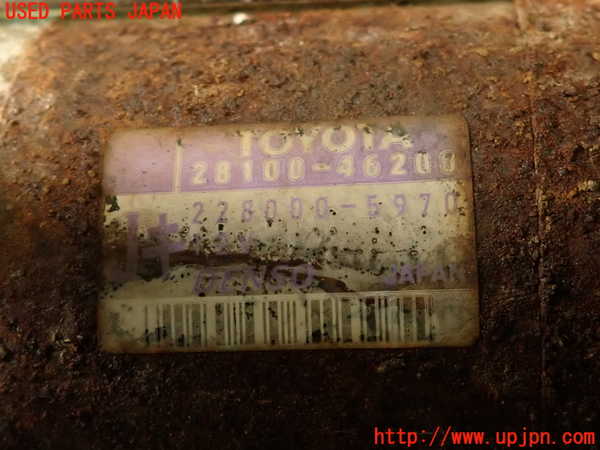 USED PARTS JAPAN
TOYOTA
28100-46200
228000-5970
DENSO JAPAN
http://www.upjpn.com/